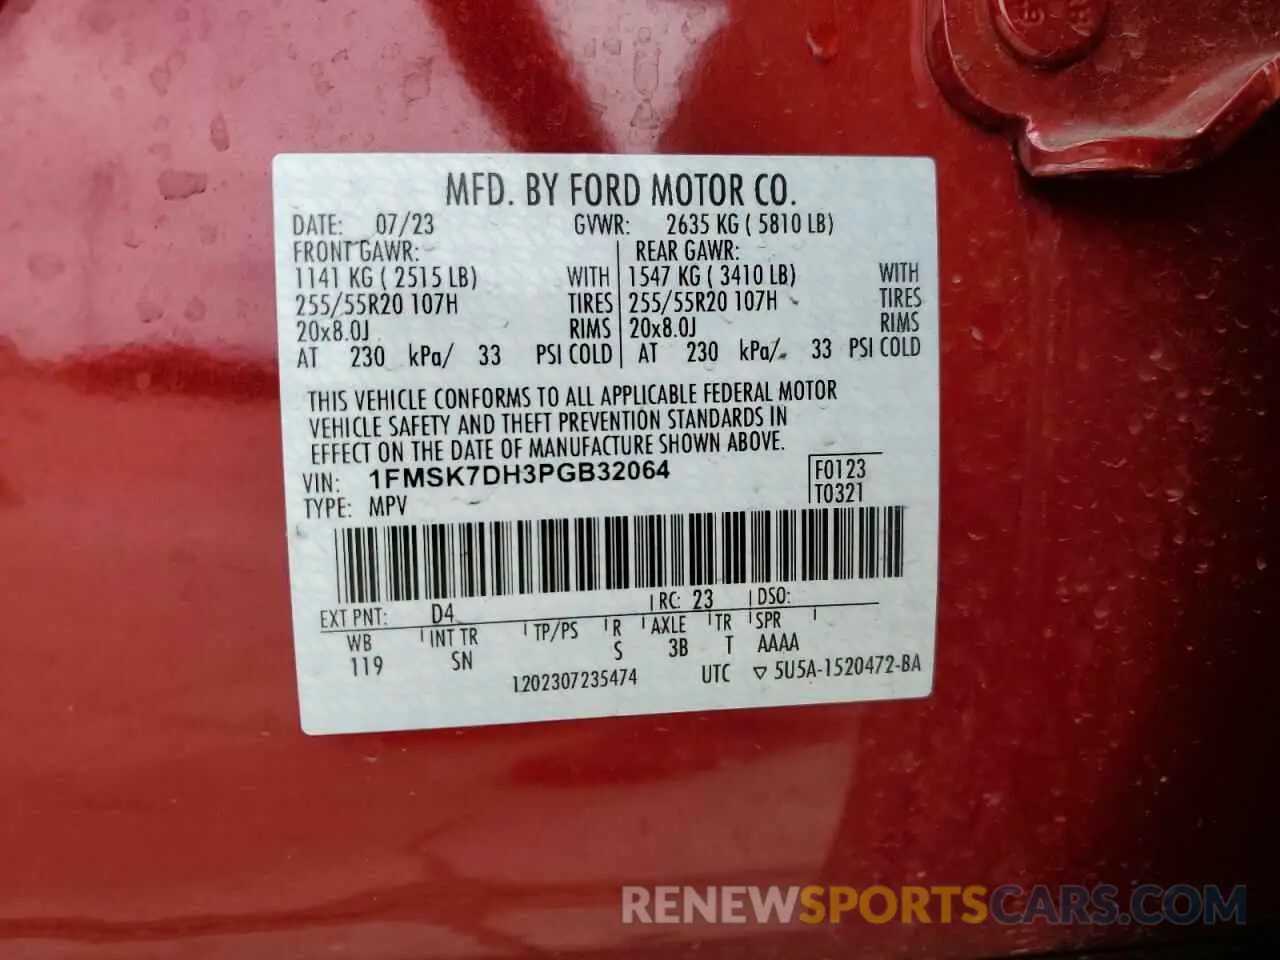 MFD. BY FORD MOTOR CO.
DATE: 07/23 GVWR: 2635 KG ( 5810 LB)
FRONT GAWR: REAR GAWR:
1141 KG ( 2515 LB) WITH 1547 KG ( 3410 LB) WITH
255/55R20 107H TIRES 255/55R20 107H TIRES
20x8.0J RIMS 20x8.0J RIMS
AT 230 kPa/ 33 PSI COLD AT 230 kPa/ 33 PSI COLD
THIS VEHICLE CONFORMS TO ALL APPLICABLE FEDERAL MOTOR
VEHICLE SAFETY AND THEFT PREVENTION STANDARDS IN
EFFECT ON THE DATE OF MANUFACTURE SHOWN ABOVE.
VIN: 1FMSK7DH3PGB32064 F0123
TYPE: MPV T0321
EXT PNT: D4 RC: 23 DSO:
WB INT TR TP/PS R AXLE TR SPR
119 SN S 3B T AAAA
1202307235474 UTC ▽ 5U5A-1520472-BA
RENEWSPORTSCARS.COM